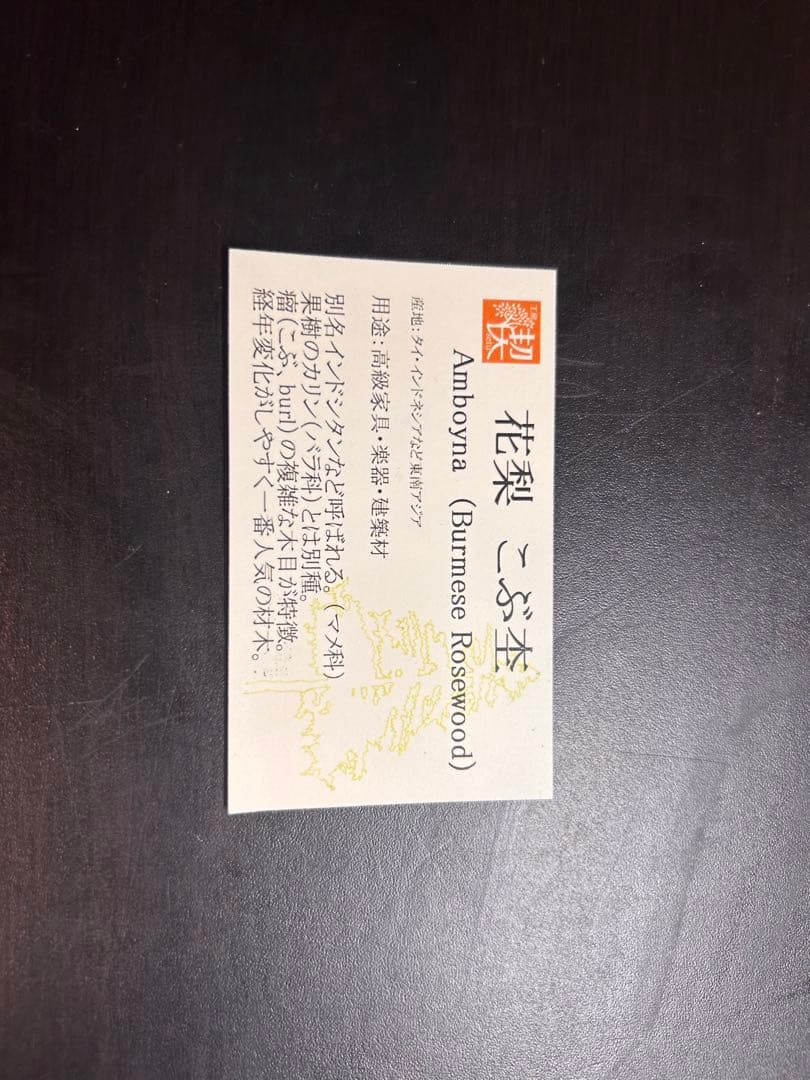 工房
楔
花梨 こぶ杢
Amboyna (Burmese Rosewood)
産地：タイ・インドネシアなど東南アジア
用途：高級家具・楽器・建築材
別名インドシタンなど呼ばれる。（マメ科）
果樹のカリン（バラ科）とは別種。
瘤（こぶ、burl）の複雑な木目が特徴。
経年変化がしやすく一番人気の材木。